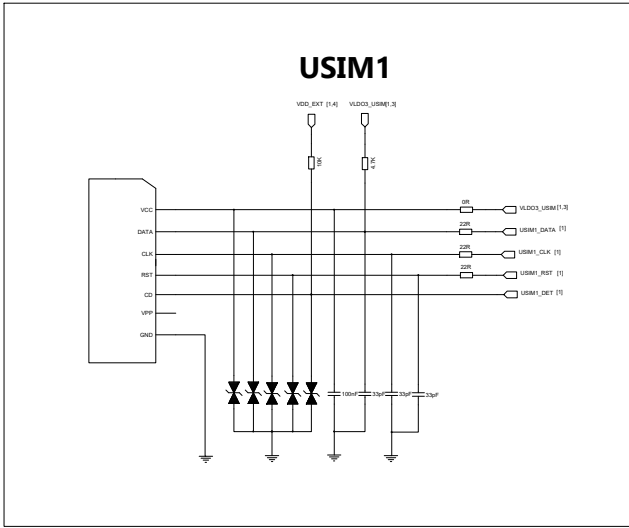 USIM1
VDD_EXT [1,4] VLDO3_USIM[1,3]
10K 4.7K
VCC 0R VLDO3_USIM [1,3]
DATA 22R USIM1_DATA [1]
CLK 22R USIM1_CLK [1]
RST 22R USIM1_RST [1]
CD USIM1_DET [1]
VPP
GND
100nF 33pF 33pF 33pF